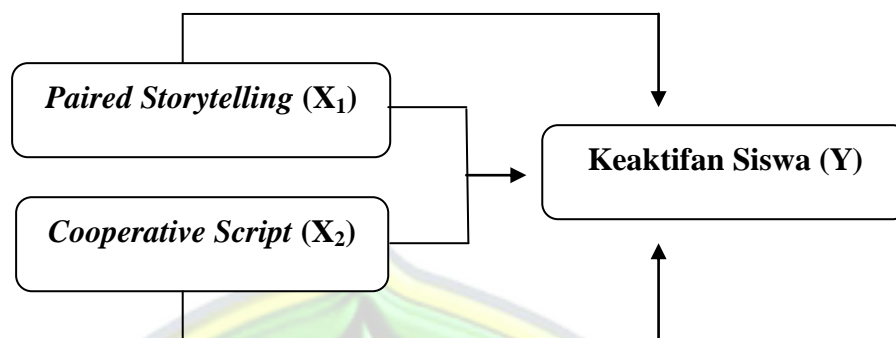 Paired Storytelling (X₁)
Keaktifan Siswa (Y)
Cooperative Script (X₂)